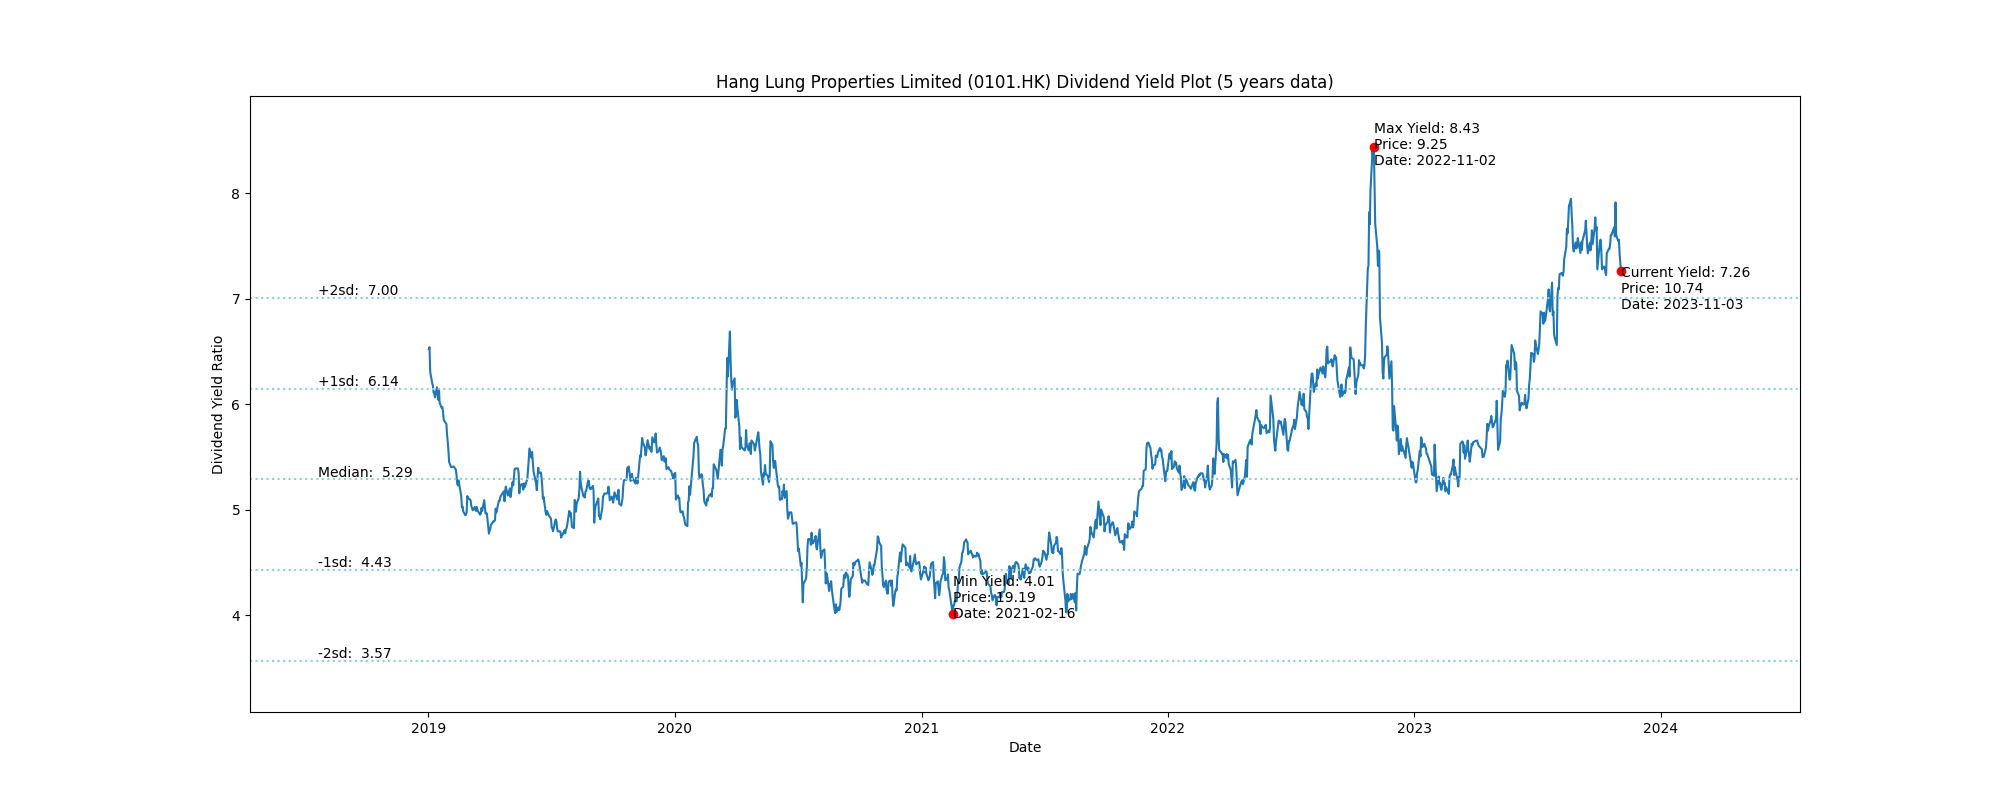 Hang Lung Properties Limited (0101.HK) Dividend Yield Plot (5 years data)
Max Yield: 8.43
Price: 9.25
Date: 2022-11-02
8
Current Yield: 7.26
Price: 10.74
Date: 2023-11-03
+2sd:  7.00
7
+1sd:  6.14
6
Dividend Yield Ratio
Median:  5.29
5
-1sd:  4.43
Min Yield: 4.01
Price: 19.19
Date: 2021-02-16
4
-2sd:  3.57
2019 2020 2021 2022 2023 2024
Date